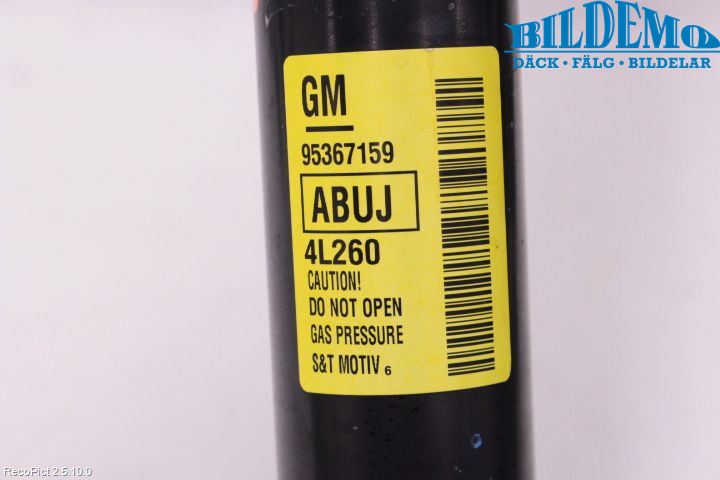 BILDEMO
DÄCK • FÄLG • BILDELAR
GM
95367159
ABUJ
4L260
CAUTION!
DO NOT OPEN
GAS PRESSURE
S&T MOTIV 6
RecoPict 2.5.10.0